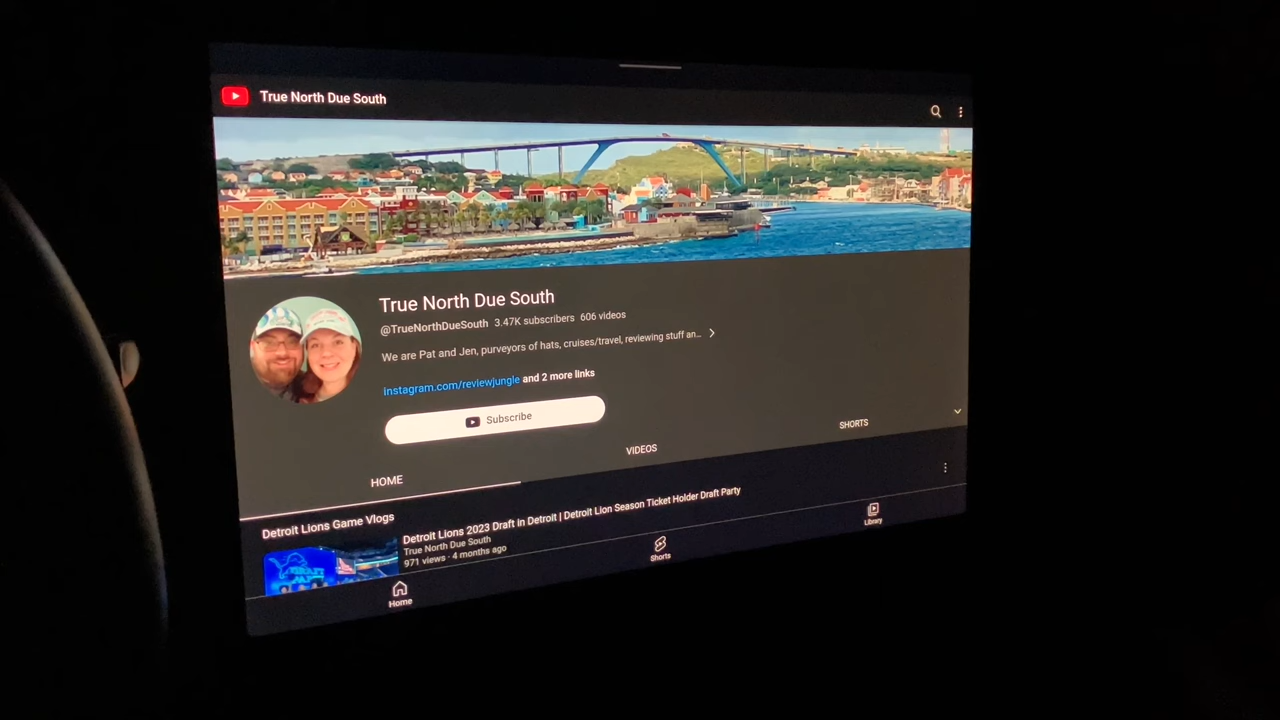 True North Due South
True North Due South
@TrueNorthDueSouth 3.47K subscribers 606 videos
We are Pat and Jen, purveyors of hats, cruises/travel, reviewing stuff an...
instagram.com/reviewjungle and 2 more links
Subscribe
HOME
VIDEOS
SHORTS
Detroit Lions Game Vlogs
Detroit Lions 2023 Draft In Detroit | Detroit Lion Season Ticket Holder Draft Party
True North Due South
971 views · 4 months ago
Home
Shorts
Library